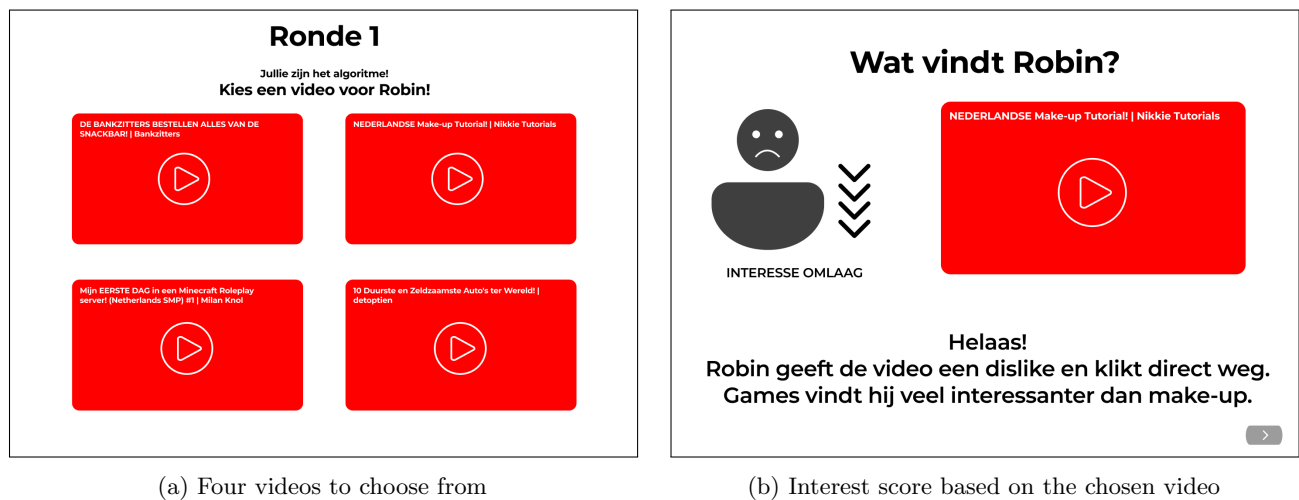 Ronde 1
Jullie zijn het algoritme!
Kies een video voor Robin!
DE BANKZITTERS BESTELLEN ALLES VAN DE
SNACKBAR! | Bankzitters
NEDERLANDSE Make-up Tutorial! | Nikkie Tutorials
Mijn EERSTE DAG in een Minecraft Roleplay
server! (Netherlands SMP) #1 | Milan Knol
10 Duurste en Zeldzaamste Auto's ter Wereld! |
detoptien
(a) Four videos to choose from
Wat vindt Robin?
NEDERLANDSE Make-up Tutorial! | Nikkie Tutorials
INTERESSE OMLAAG
Helaas!
Robin geeft de video een dislike en klikt direct weg.
Games vindt hij veel interessanter dan make-up.
(b) Interest score based on the chosen video